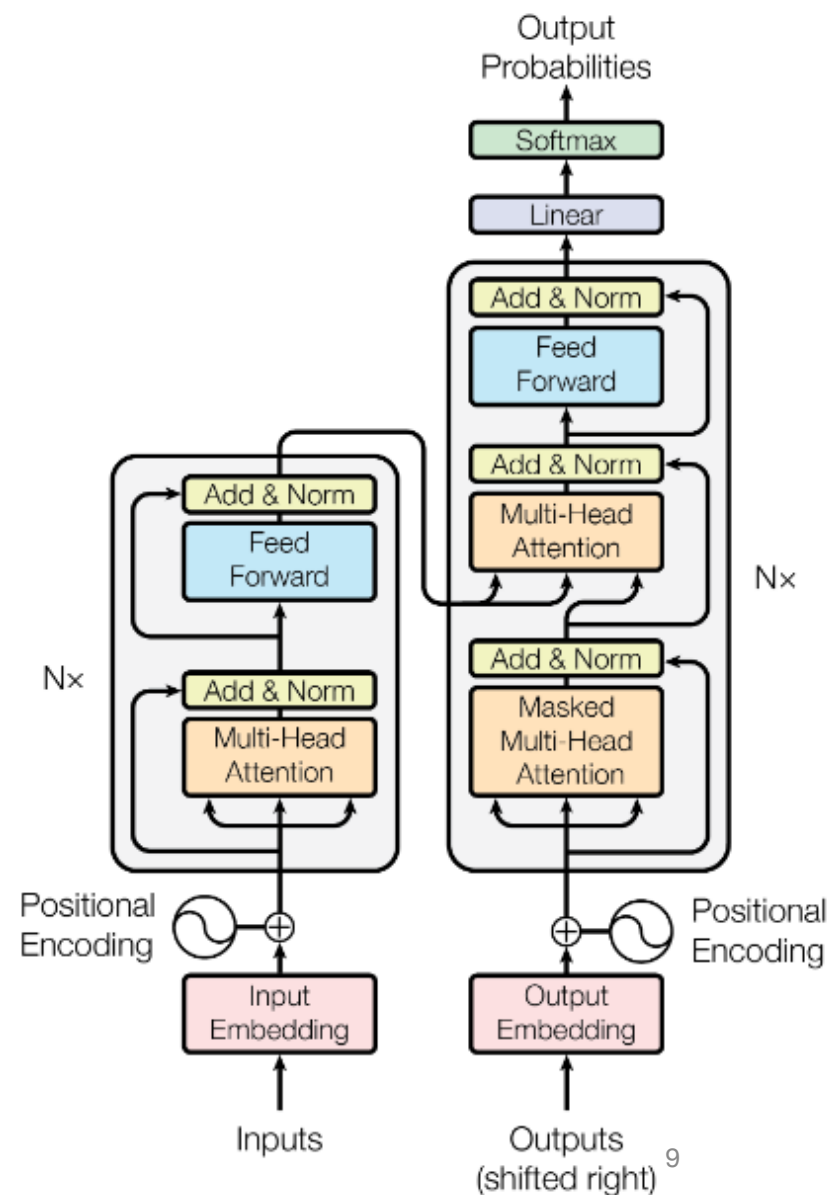 Output
Probabilities
Softmax
Linear
Add & Norm
Feed
Forward
Add & Norm
Multi-Head
Attention
Add & Norm
Masked
Multi-Head
Attention
N×
Add & Norm
Feed
Forward
Add & Norm
Multi-Head
Attention
N×
Positional
Encoding
Positional
Encoding
Input
Embedding
Output
Embedding
Inputs
Outputs
(shifted right)
9